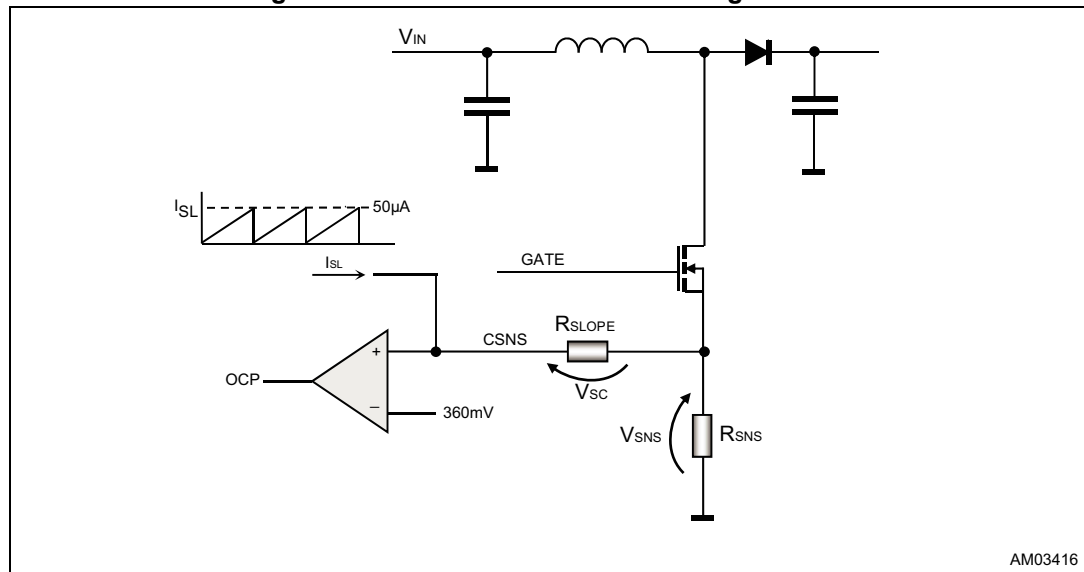 VIN
ISL
50µA
ISL
GATE
RSLOPE
CSNS
+
OCP
VSC
−
360mV
VSNS
RSNS
AM03416